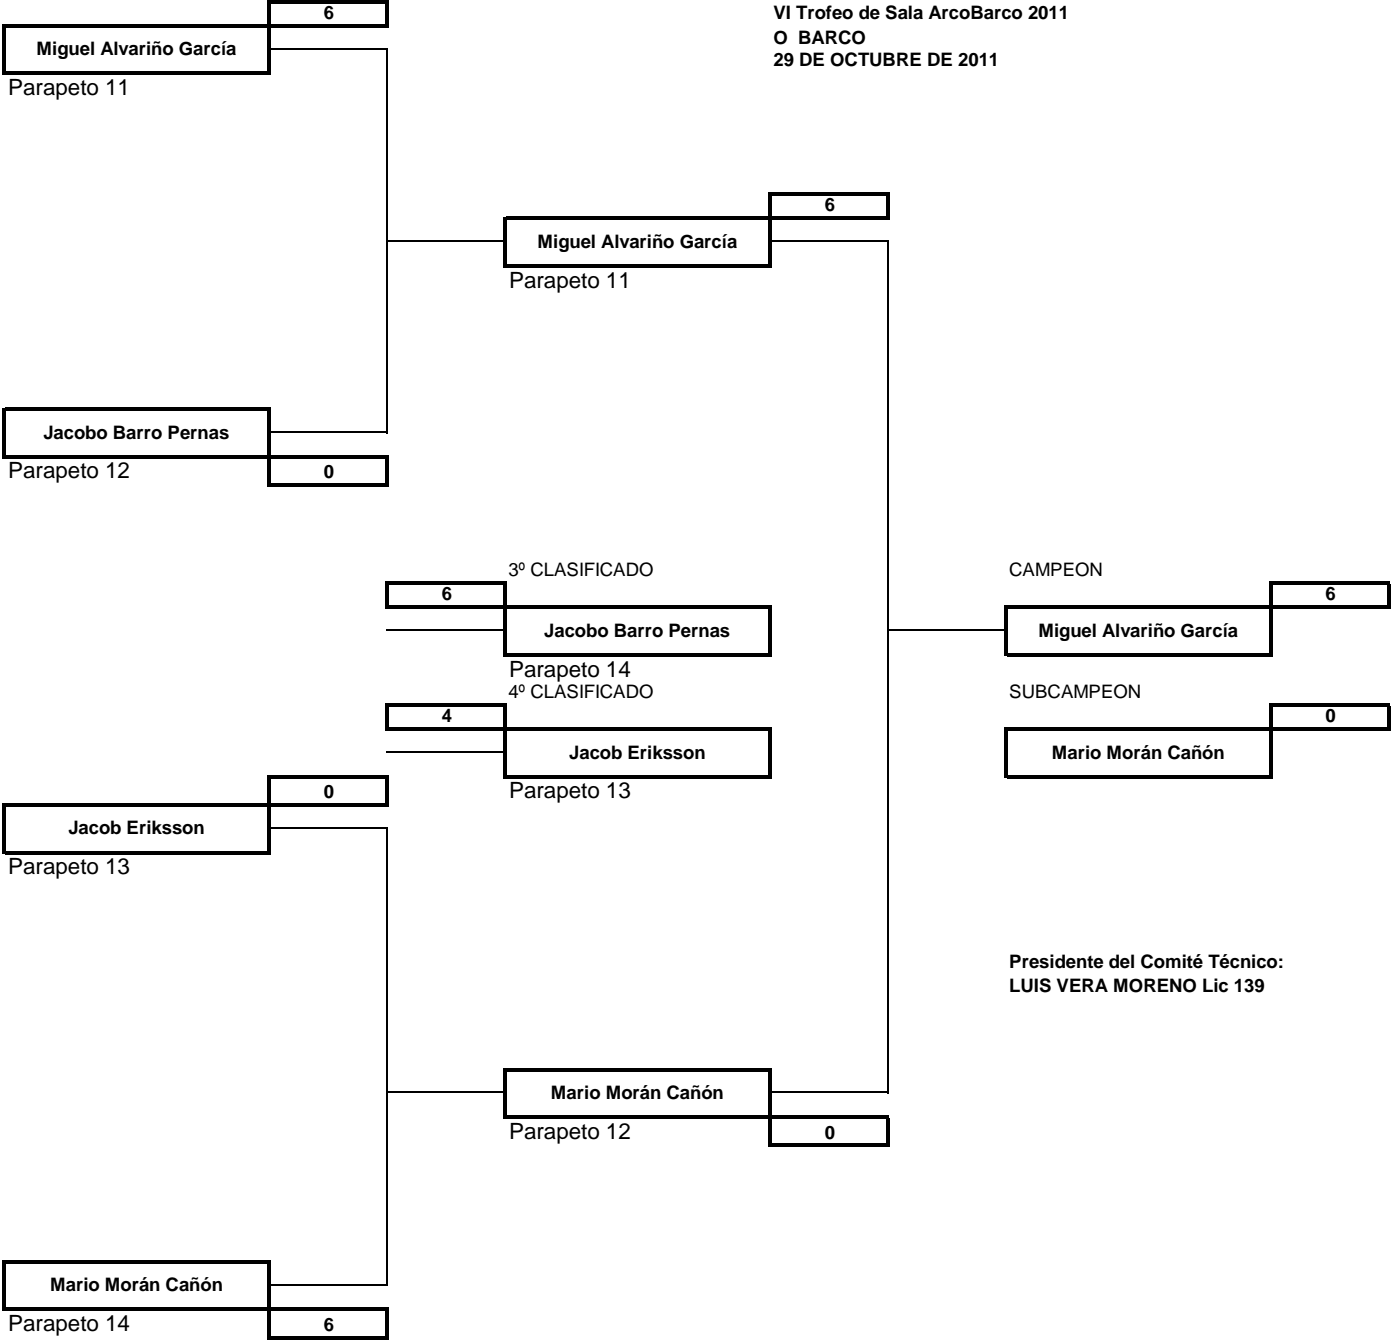 6
VI Trofeo de Sala ArcoBarco 2011
Miguel Alvariño García
O BARCO
29 DE OCTUBRE DE 2011
Parapeto 11
6
Miguel Alvariño García
Parapeto 11
Jacobo Barro Pernas
Parapeto 12
0
3º CLASIFICADO
CAMPEON
6
6
Jacobo Barro Pernas
Miguel Alvariño García
Parapeto 14
4º CLASIFICADO
SUBCAMPEON
4
0
Jacob Eriksson
Mario Morán Cañón
0
Parapeto 13
Jacob Eriksson
Parapeto 13
Presidente del Comité Técnico:
LUIS VERA MORENO Lic 139
Mario Morán Cañón
Parapeto 12
0
Mario Morán Cañón
Parapeto 14
6